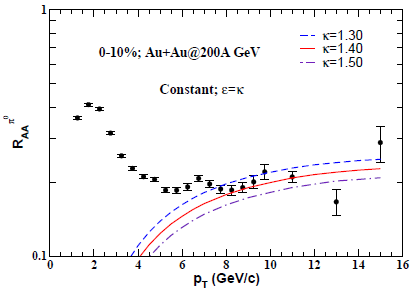 1
κ=1.30
κ=1.40
κ=1.50
0-10%; Au+Au@200A GeV
Constant; ε=κ
R_AA^π^0
0.1
0 2 4 6 8 10 12 14 16
p_T (GeV/c)